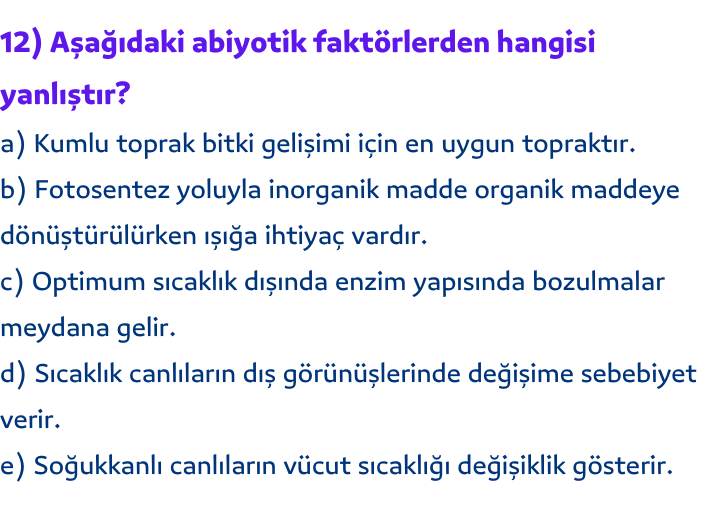 12) Aşağıdaki abiyotik faktörlerden hangisi
yanlıştır?
a) Kumlu toprak bitki gelişimi için en uygun topraktır.
b) Fotosentez yoluyla inorganik madde organik maddeye
dönüştürülürken ışığa ihtiyaç vardır.
c) Optimum sıcaklık dışında enzim yapısında bozulmalar
meydana gelir.
d) Sıcaklık canlıların dış görünüşlerinde değişime sebebiyet
verir.
e) Soğukkanlı canlıların vücut sıcaklığı değişiklik gösterir.